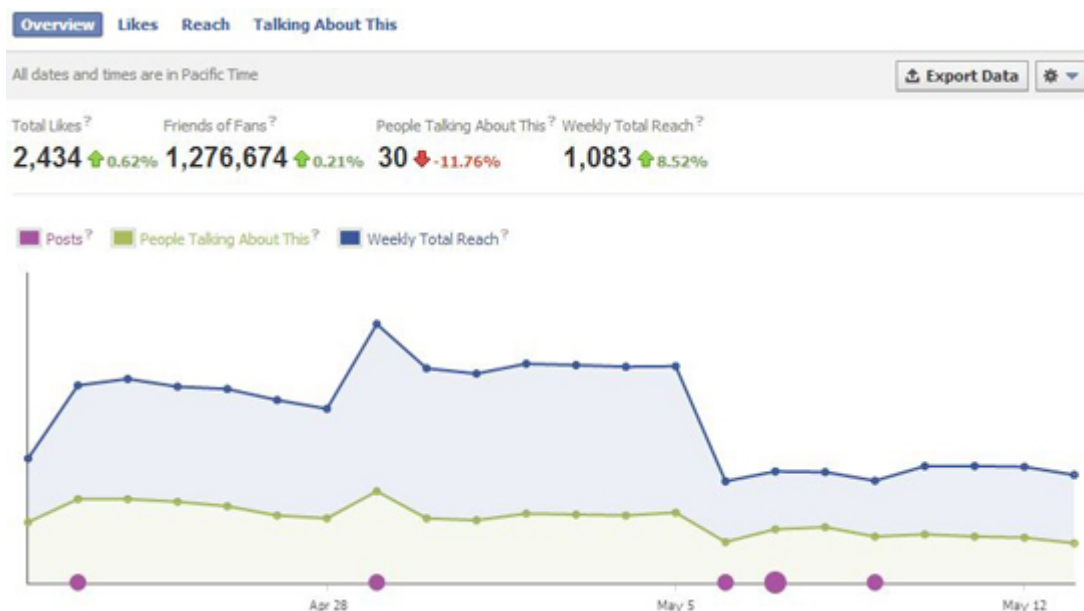 Overview Likes Reach Talking About This
All dates and times are in Pacific Time Export Data
Total Likes? Friends of Fans? People Talking About This? Weekly Total Reach?
2,434 0.62% 1,276,674 0.21% 30 -11.76% 1,083 8.52%
Posts? People Talking About This? Weekly Total Reach?
Apr 28 May 5 May 12